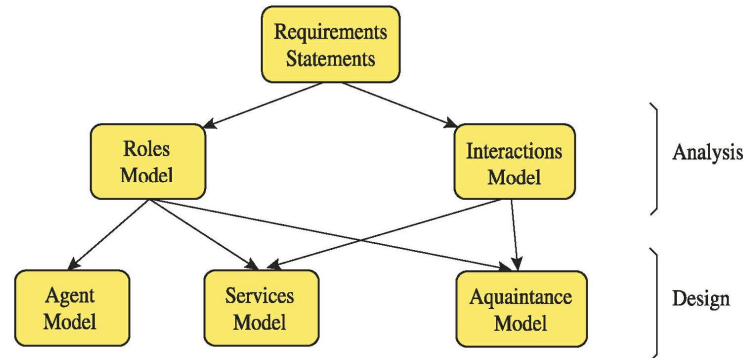 Requirements
Statements
Roles
Model
Interactions
Model
Analysis
Agent
Model
Services
Model
Aquaintance
Model
Design